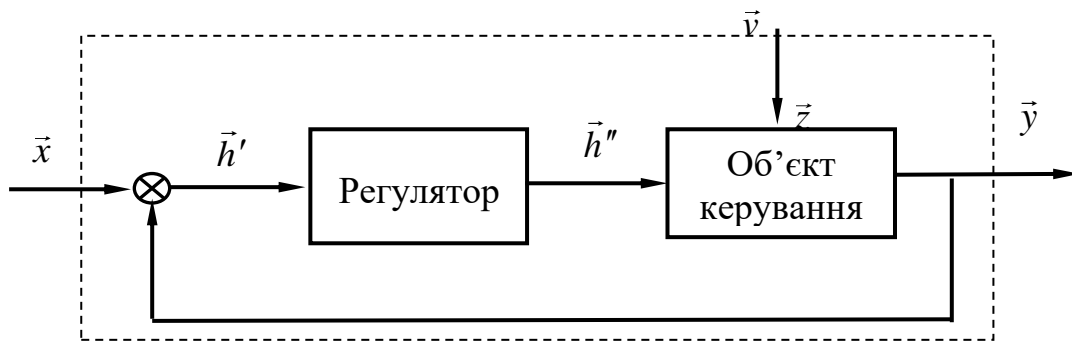 v⃗
x⃗
h⃗′
Регулятор
h⃗″
z⃗
Об’єкт
керування
y⃗